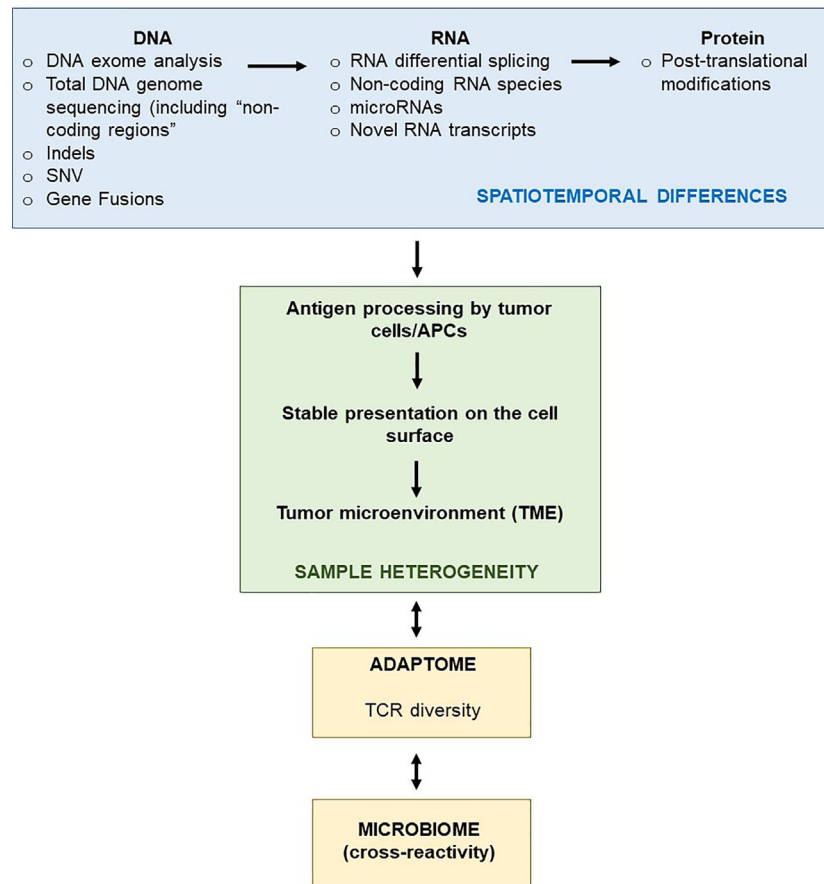 DNA
o DNA exome analysis
o Total DNA genome
sequencing (including “non-
coding regions”
o Indels
o SNV
o Gene Fusions
RNA
o RNA differential splicing
o Non-coding RNA species
o microRNAs
o Novel RNA transcripts
Protein
o Post-translational
modifications
SPATIOTEMPORAL DIFFERENCES
Antigen processing by tumor
cells/APCs
Stable presentation on the cell
surface
Tumor microenvironment (TME)
SAMPLE HETEROGENEITY
ADAPTOME
TCR diversity
MICROBIOME
(cross-reactivity)